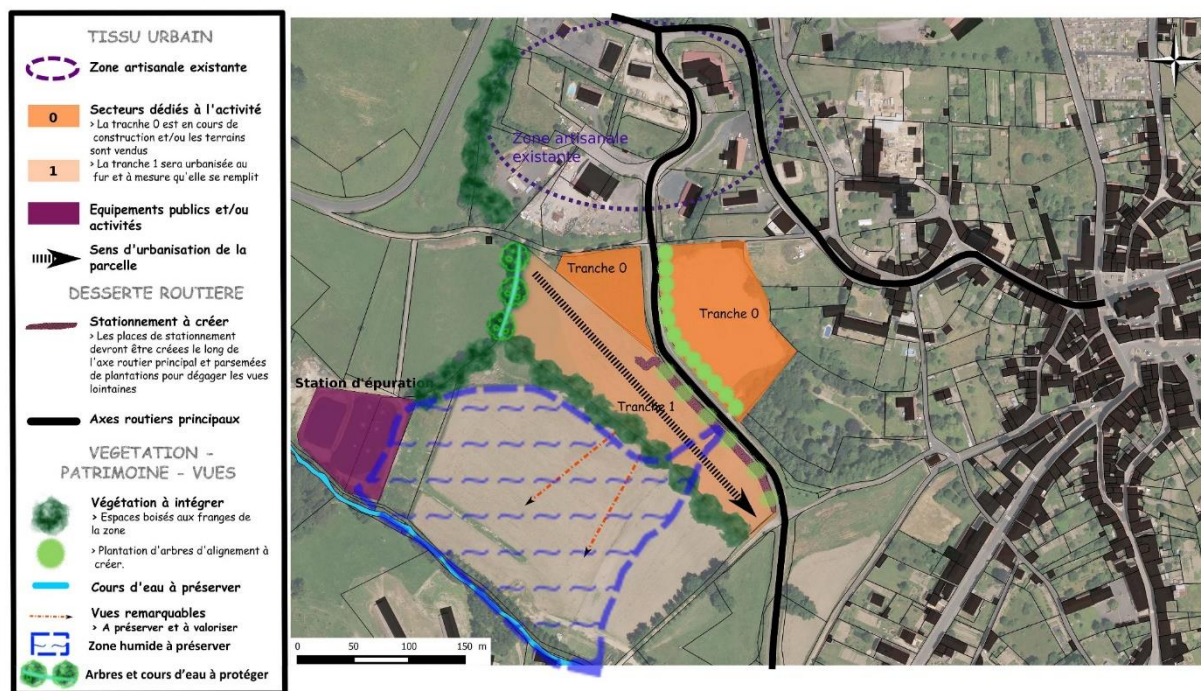 TISSU URBAIN
Zone artisanale existante
0
Secteurs dédiés à l'activité
> La tracnhe 0 est en cours de
construction et/ou les terrains
sont vendus
1
> La tranche 1 sera urbanisée au
fur et à mesure qu'elle se remplit
Equipements publics et/ou
activités
Sens d'urbanisation de la
parcelle
DESSERTE ROUTIERE
Stationnement à créer
> Les places de stationnement
devront être créees le long de
l'axe routier principal et parsemées
de plantations pour dégager les vues
lointaines
Axes routiers principaux
VEGETATION -
PATRIMOINE - VUES
Végétation à intégrer
> Espaces boisés aux franges de
la zone
> Plantation d'arbres d'alignement à
créer.
Cours d'eau à préserver
Vues remarquables
> A préserver et à valoriser
Zone humide à préserver
Arbres et cours d'eau à protéger
Zone artisanale
existante
Tranche 0
Tranche 0
Tranche 1
Station d'épuration
0 50 100 150 m